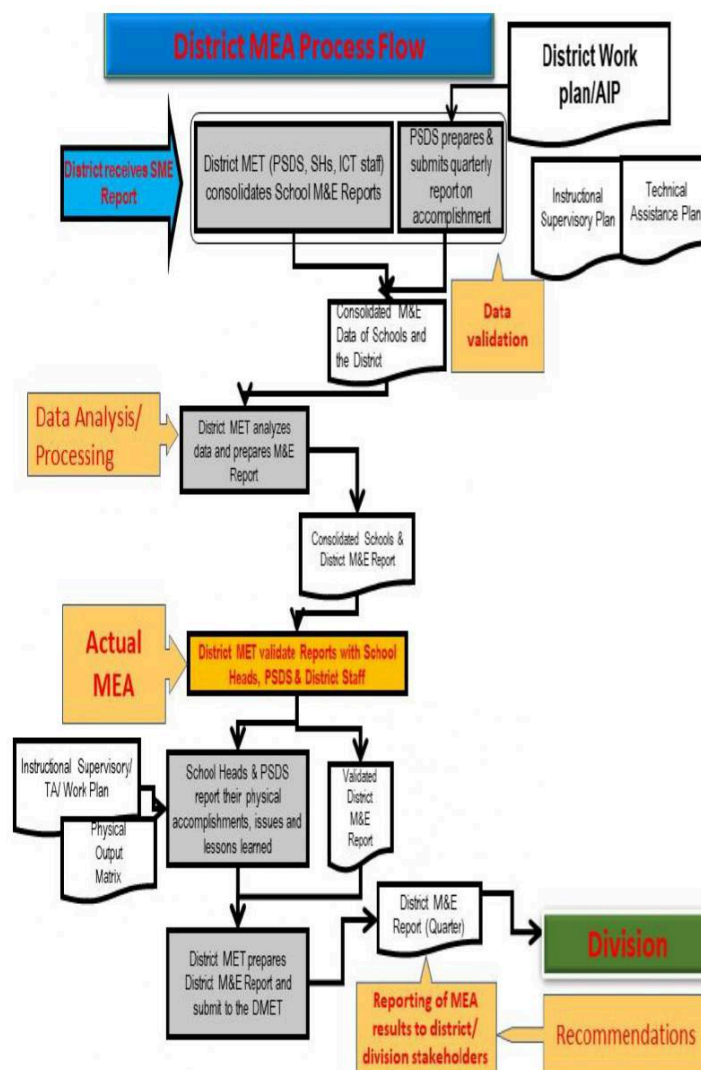 District MEA Process Flow
District Work
plan/AIP
District receives SME
Report
District MET (PSDS, SHs, ICT staff)
consolidates School M&E Reports
PSDS prepares &
submits quarterly
report on
accomplishment
Instructional
Supervisory Plan
Technical
Assistance Plan
Consolidated M&E
Data of Schools and
the District
Data
validation
Data Analysis/
Processing
District MET analyzes
data and prepares M&E
Report
Consolidated Schools &
District M&E Report
Actual
MEA
District MET validate Reports with School
Heads, PSDS & District Staff
Instructional Supervisory/
TA/ Work Plan
Physical
Output
Matrix
School Heads & PSDS
report their physical
accomplishments, issues and
lessons learned
Validated
District
M&E
Report
District MET prepares
District M&E Report and
submit to the DMET
District M&E
Report (Quarter)
Division
Reporting of MEA
results to district/
division stakeholders
Recommendations